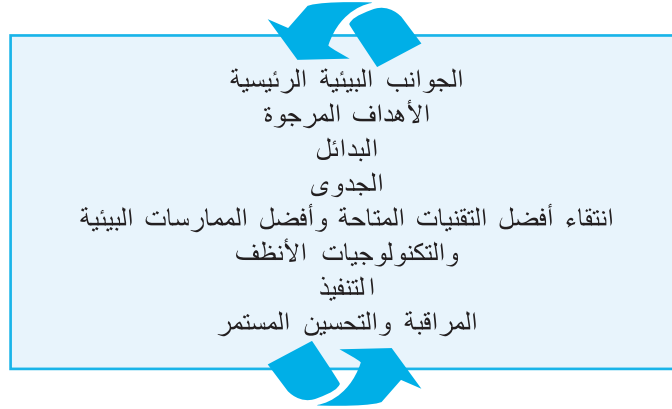 الجوانب البيئية الرئيسية
الأهداف المرجوة
البدائل
الجدوى
انتقاء أفضل التقنيات المتاحة وأفضل الممارسات البيئية
والتكنولوجيات الأنظف
التنفيذ
المراقبة والتحسين المستمر